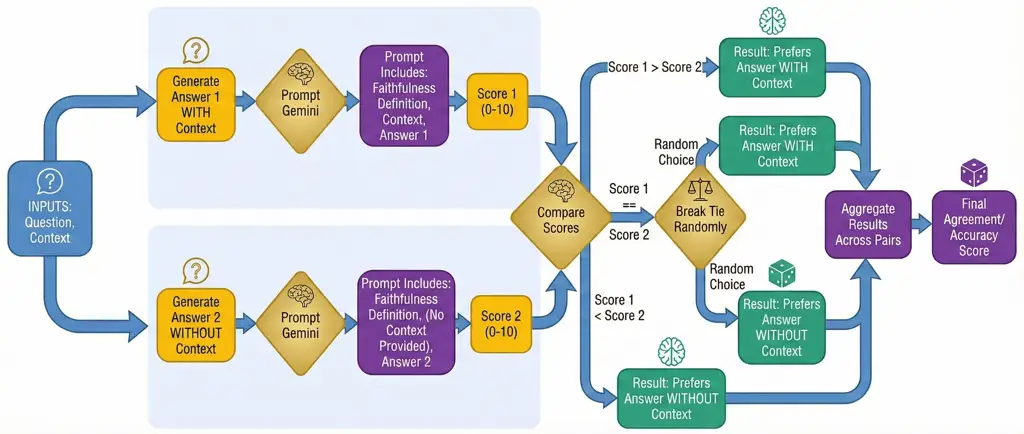 INPUTS:
Question,
Context
Generate
Answer 1
WITH
Context
Prompt
Gemini
Prompt
Includes:
Faithfulness
Definition,
Context,
Answer 1
Score 1
(0-10)
Generate
Answer 2
WITHOUT
Context
Prompt
Gemini
Prompt Includes:
Faithfulness
Definition, (No
Context
Provided),
Answer 2
Score 2
(0-10)
Compare
Scores
Score 1 > Score 2
Result: Prefers
Answer WITH
Context
Score 1
==
Score 2
Break Tie
Randomly
Random
Choice
Result: Prefers
Answer WITH
Context
Random
Choice
Result: Prefers
Answer
WITHOUT
Context
Score 1
< Score 2
Result: Prefers
Answer WITHOUT
Context
Aggregate
Results
Across Pairs
Final
Agreement/
Accuracy
Score